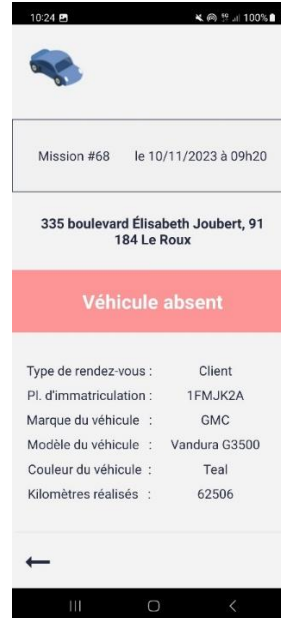 10:24 100%
Mission #68 le 10/11/2023 à 09h20
335 boulevard Élisabeth Joubert, 91
184 Le Roux
Véhicule absent
Type de rendez-vous : Client
Pl. d'immatriculation : 1FMJK2A
Marque du véhicule : GMC
Modèle du véhicule : Vandura G3500
Couleur du véhicule : Teal
Kilomètres réalisés : 62506